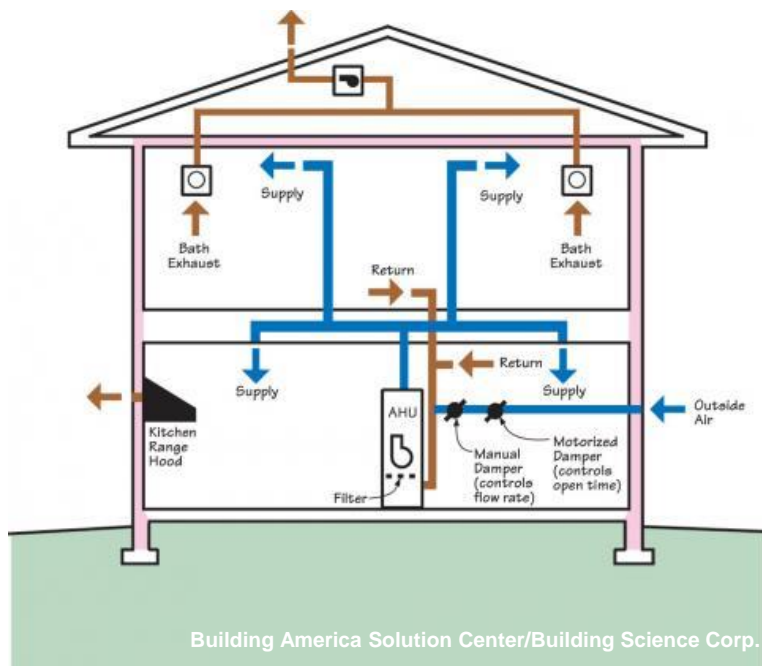 Supply
Supply
Bath
Exhaust
Bath
Exhaust
Return
Return
Supply
Supply
AHU
Outside
Air
Kitchen
Range
Hood
Manual
Damper
(controls
flow rate)
Motorized
Damper
(controls
open time)
Filter
Building America Solution Center/Building Science Corp.